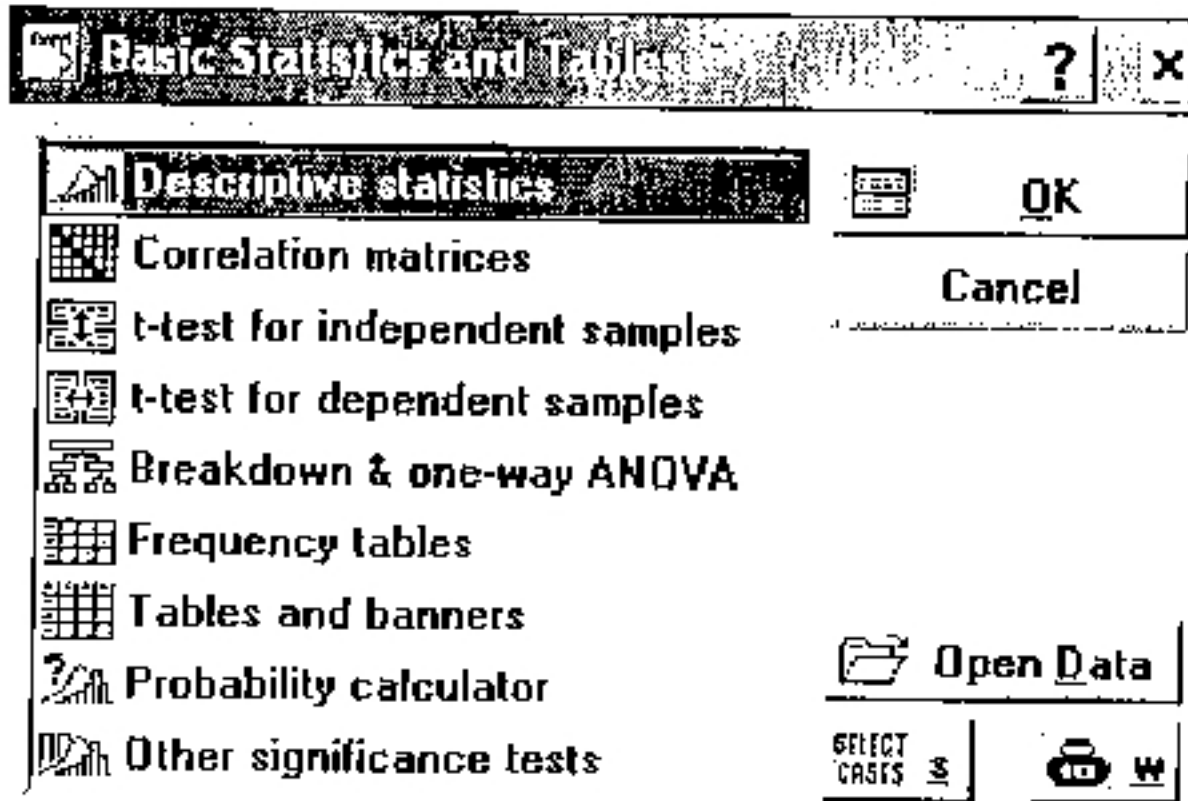 Basic Statistics and Tables
?
×
Descriptive statistics
OK
Correlation matrices
Cancel
t-test for independent samples
t-test for dependent samples
Breakdown & one-way ANOVA
Frequency tables
Tables and banners
Probability calculator
Open Data
Other significance tests
SELECT
CASES S
W